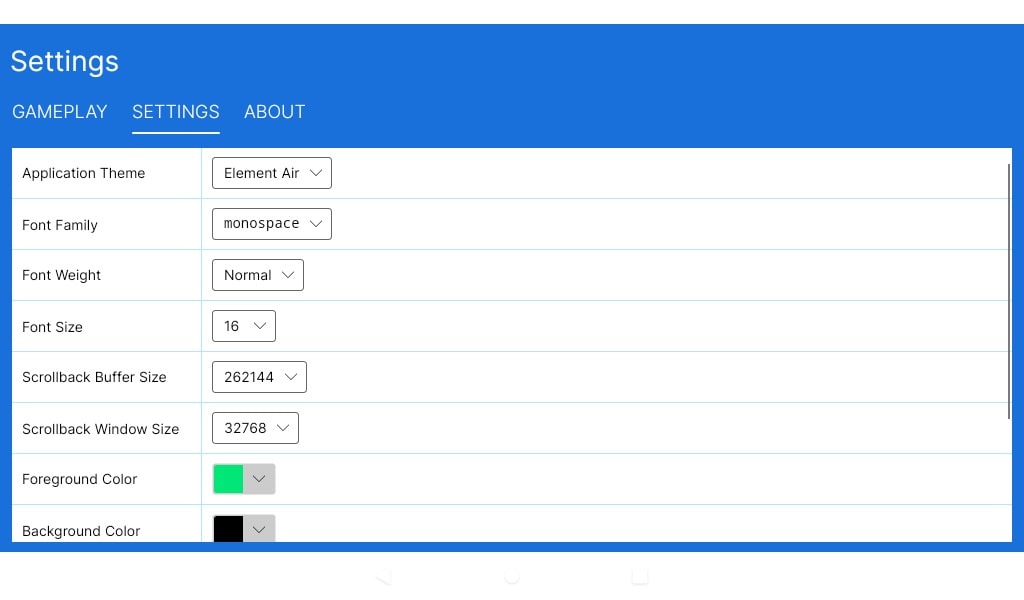 Settings
GAMEPLAY SETTINGS ABOUT
Application Theme Element Air
Font Family monospace
Font Weight Normal
Font Size 16
Scrollback Buffer Size 262144
Scrollback Window Size 32768
Foreground Color
Background Color